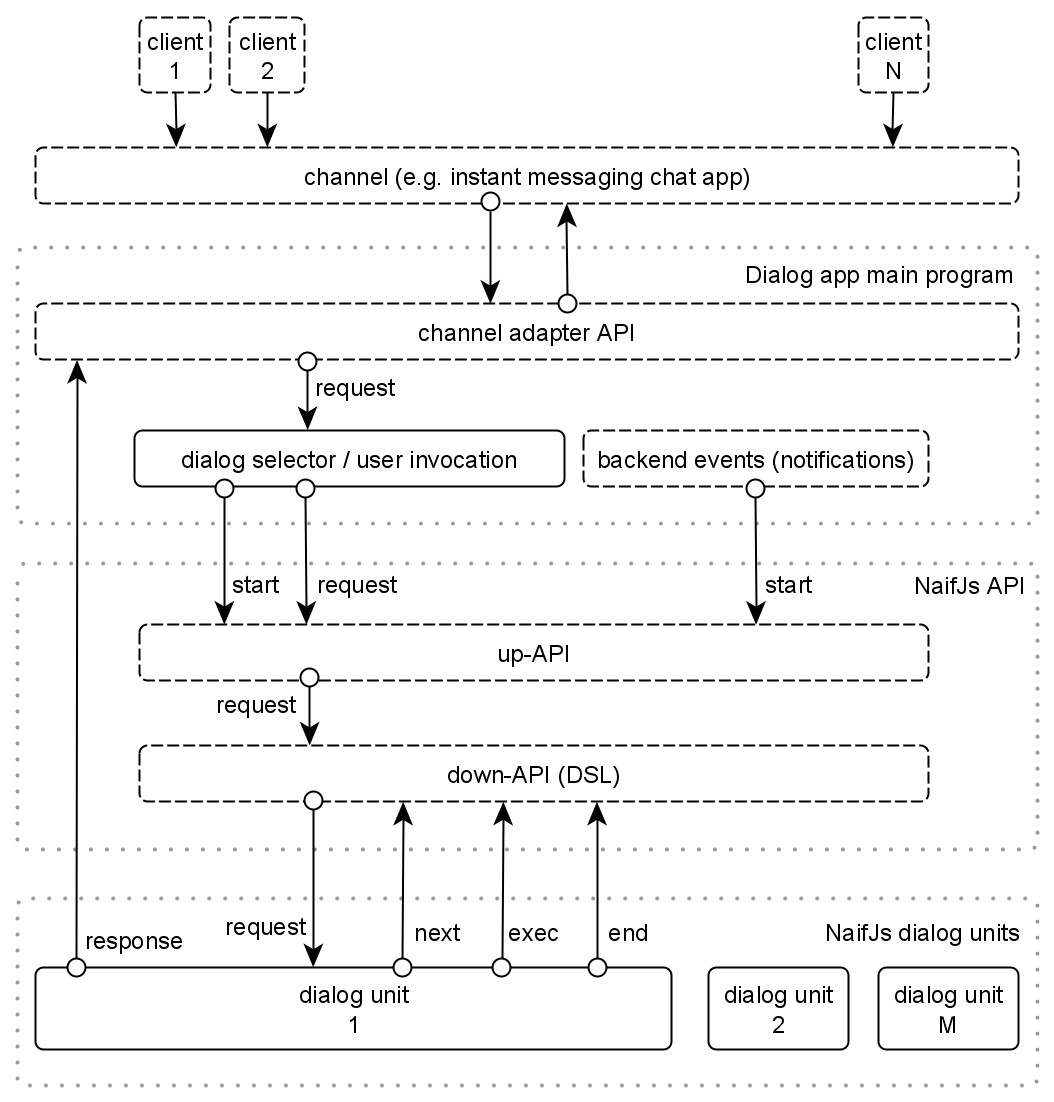 client
1
client
2
client
N
channel (e.g. instant messaging chat app)
Dialog app main program
channel adapter API
request
dialog selector / user invocation
backend events (notifications)
start
request
start
NaifJs API
up-API
request
down-API (DSL)
response
request
next
exec
end
NaifJs dialog units
dialog unit
1
dialog unit
2
dialog unit
M